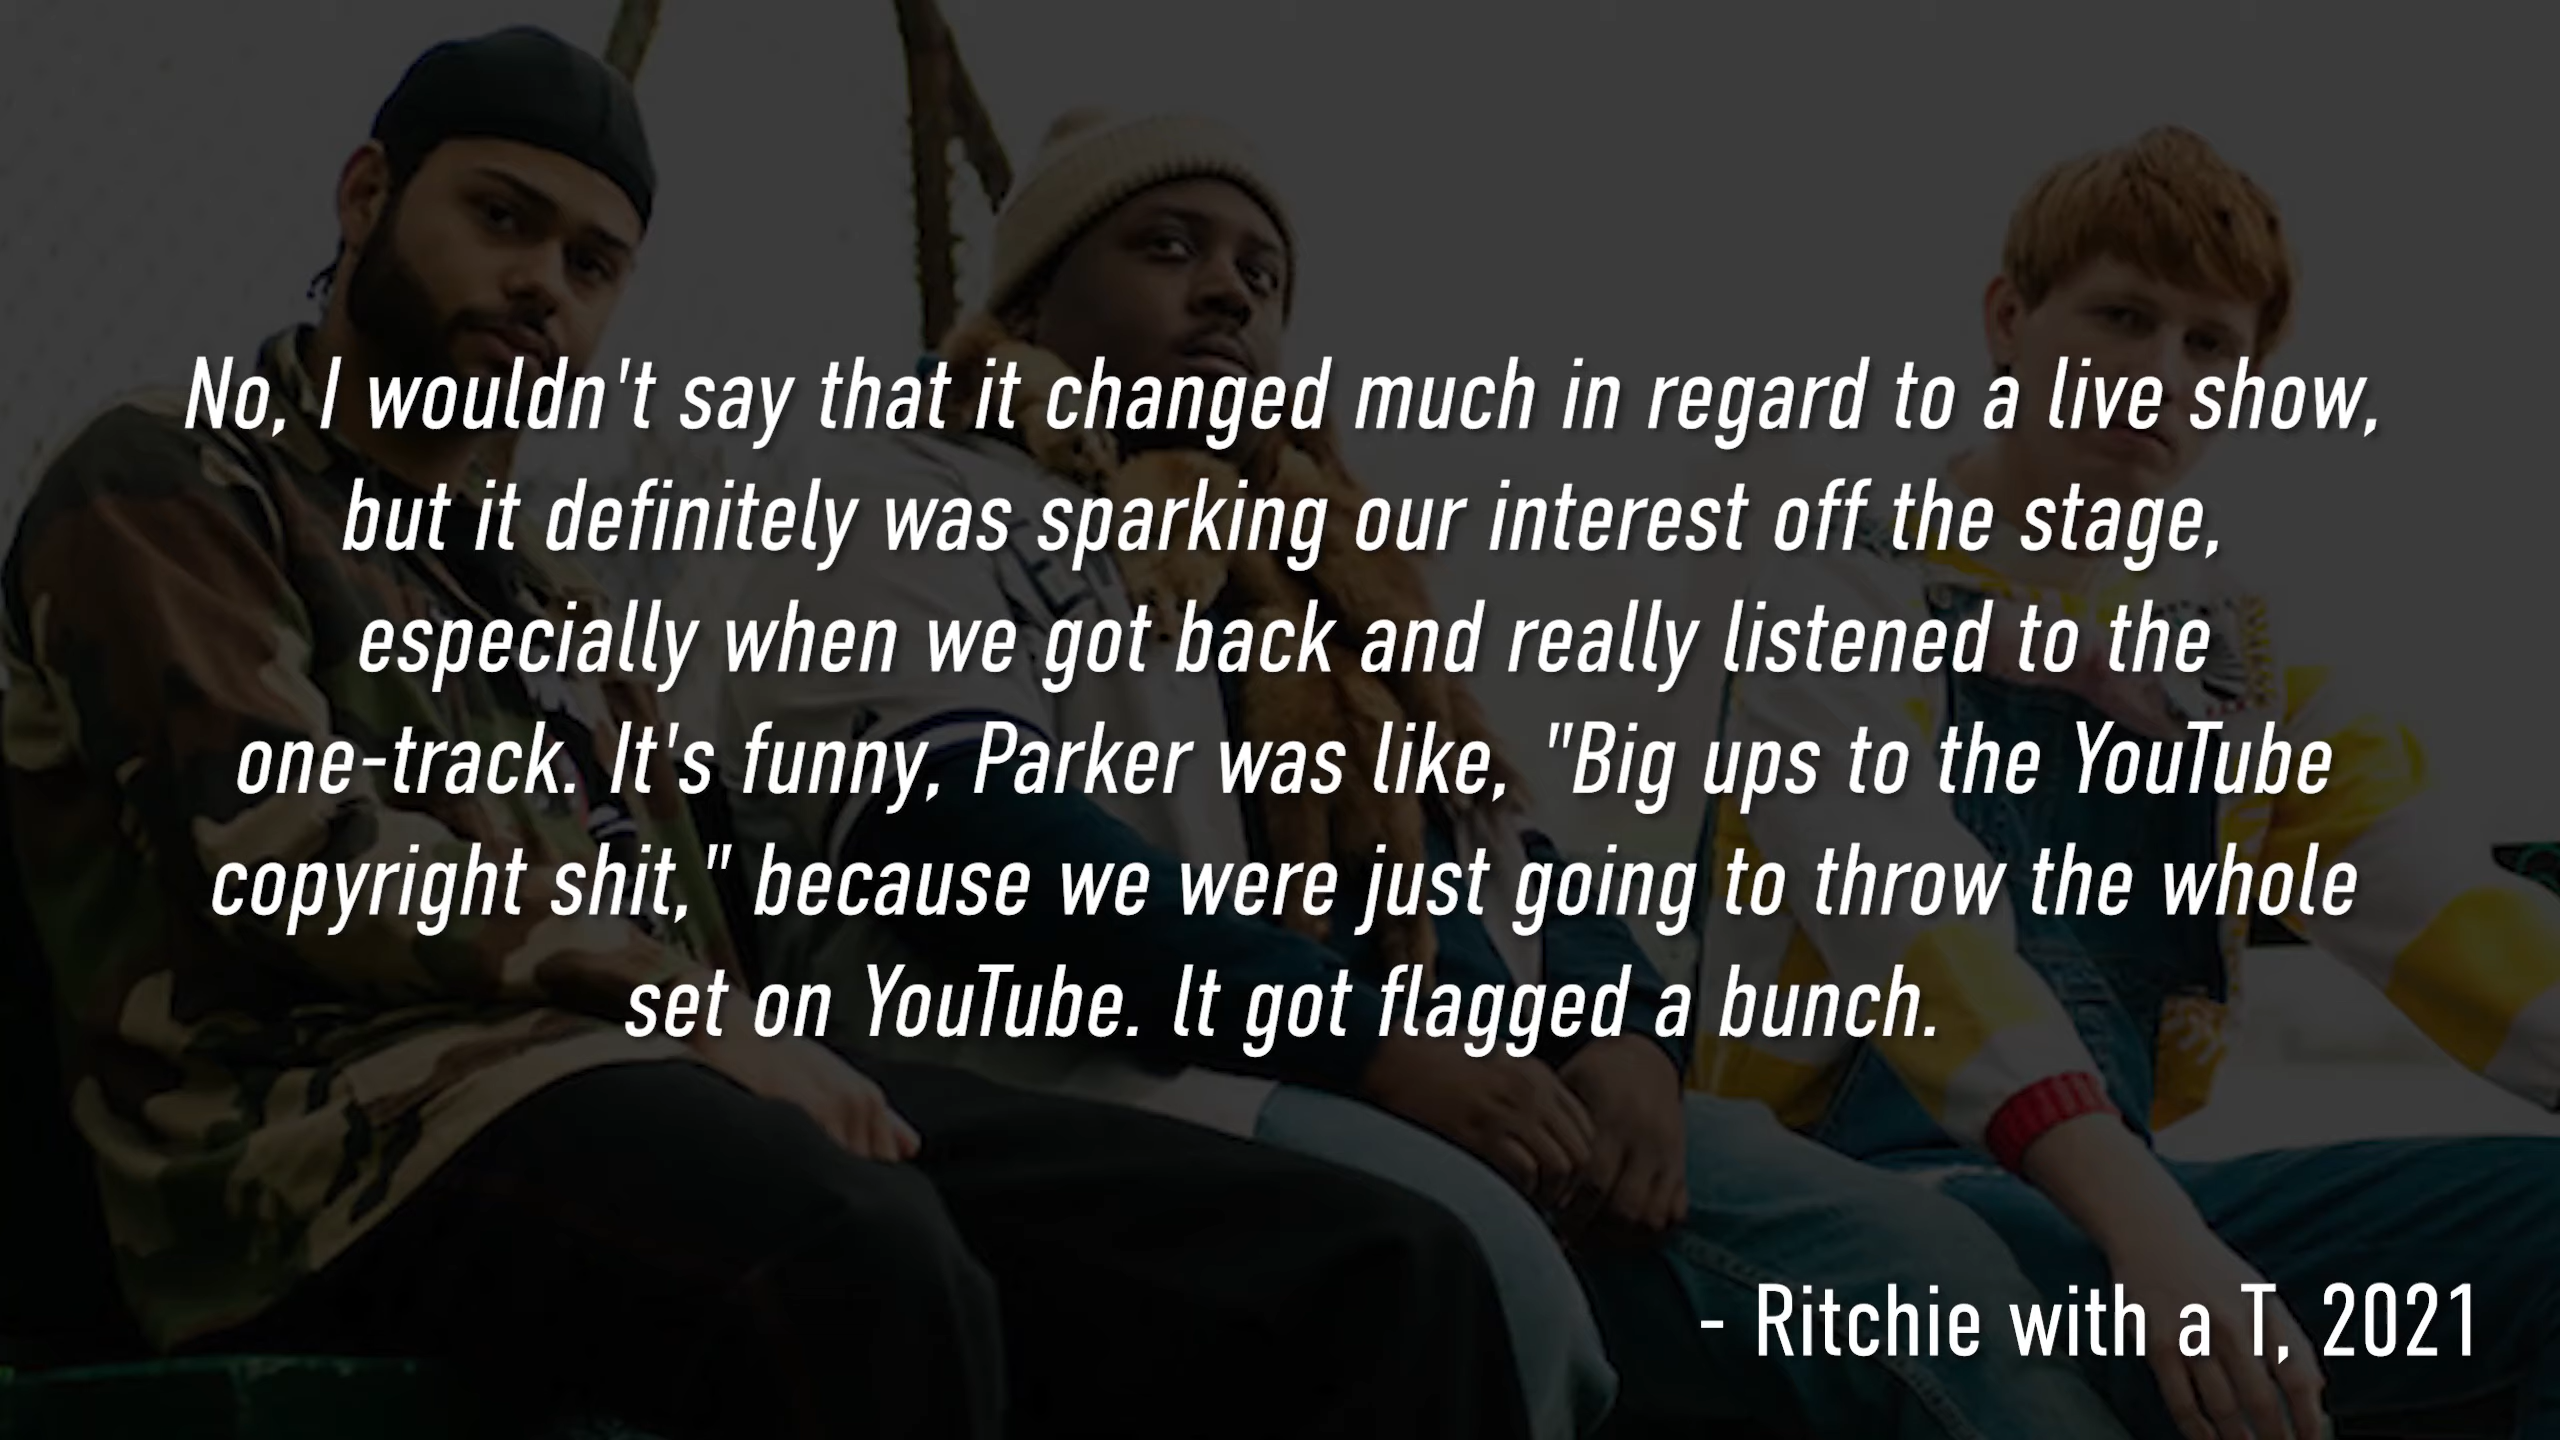 No, I wouldn't say that it changed much in regard to a live show,
but it definitely was sparking our interest off the stage,
especially when we got back and really listened to the
one-track. It's funny, Parker was like, "Big ups to the YouTube
copyright shit," because we were just going to throw the whole
set on YouTube. lt got flagged a bunch.
- Ritchie with a T, 2021